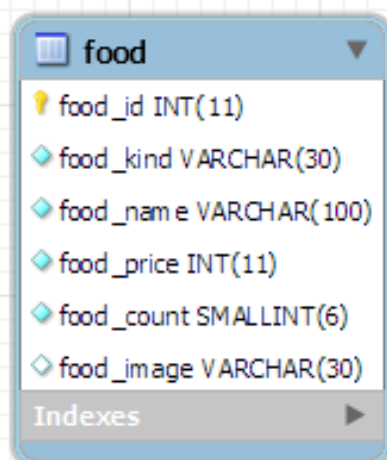 food
food_id INT(11)
food_kind VARCHAR(30)
food_name VARCHAR(100)
food_price INT(11)
food_count SMALLINT(6)
food_image VARCHAR(30)
Indexes